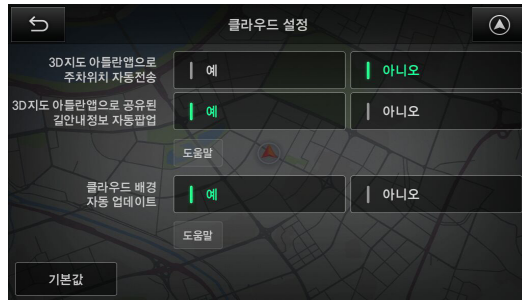 클라우드 설정
3D지도 아틀란앱으로
주차위치 자동전송
예
아니오
3D지도 아틀란앱으로 공유된
길안내정보 자동팝업
예
아니오
도움말
클라우드 배경
자동 업데이트
예
아니오
도움말
기본값